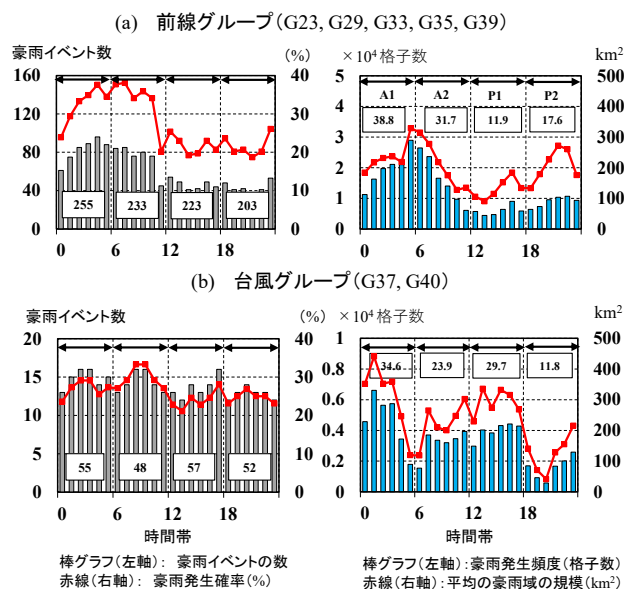 (a) 前線グループ(G23, G29, G33, G35, G39)
豪雨イベント数 (%) ×10⁴格子数 km²
160 40 5 500
120 30 4 400
80 20 3 300
40 10 2 200
0 0 1 100
0 0
A1 A2 P1 P2
38.8 31.7 11.9 17.6
255 233 223 203
0 6 12 18 0 6 12 18
(b) 台風グループ(G37, G40)
豪雨イベント数 (%) ×10⁴格子数 km²
20 40 1 500
15 30 0.8 400
10 20 0.6 300
5 10 0.4 200
0 0 0.2 100
0 0
34.6 23.9 29.7 11.8
55 48 57 52
0 6 12 18 0 6 12 18
時間帯 時間帯
棒グラフ(左軸): 豪雨イベントの数
赤線(右軸): 豪雨発生確率(%)
棒グラフ(左軸):豪雨発生頻度(格子数)
赤線(右軸):平均の豪雨域の規模(km²)